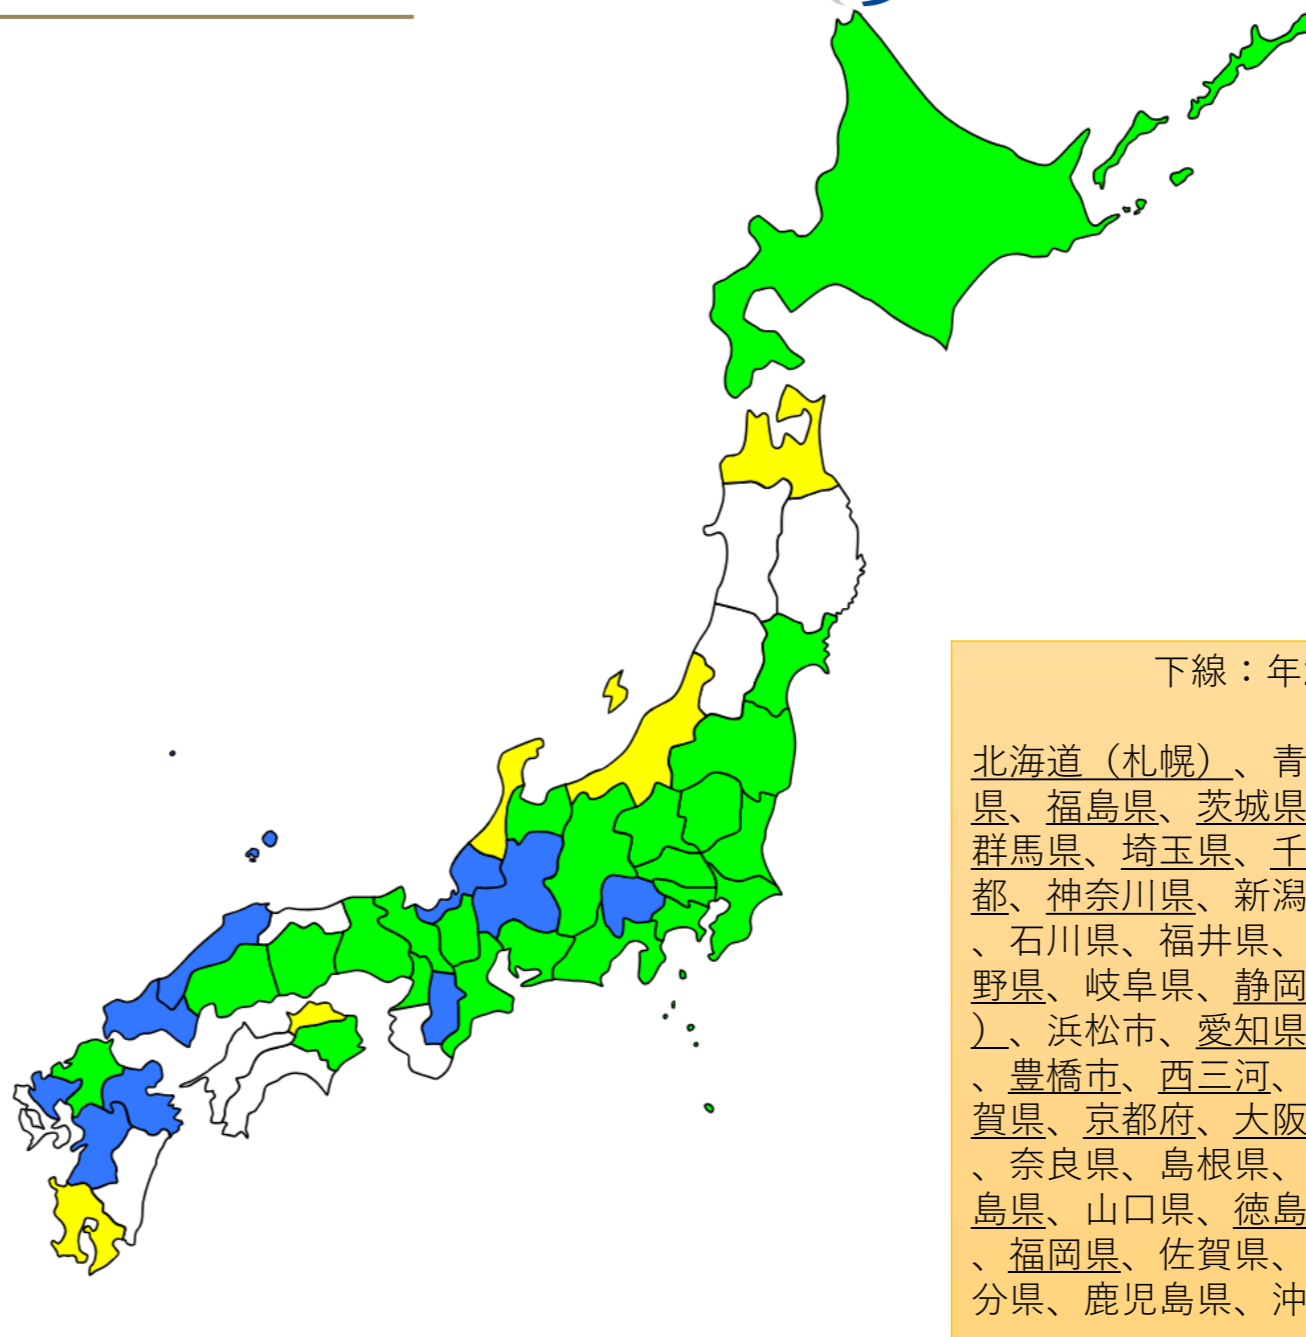 下線：年
北海道（札幌）、青
県、福島県、茨城県
群馬県、埼玉県、千
都、神奈川県、新潟
、石川県、福井県、
野県、岐阜県、静岡
）、浜松市、愛知県
、豊橋市、西三河、
賀県、京都府、大阪
、奈良県、島根県、
島県、山口県、徳島
、福岡県、佐賀県、
分県、鹿児島県、沖